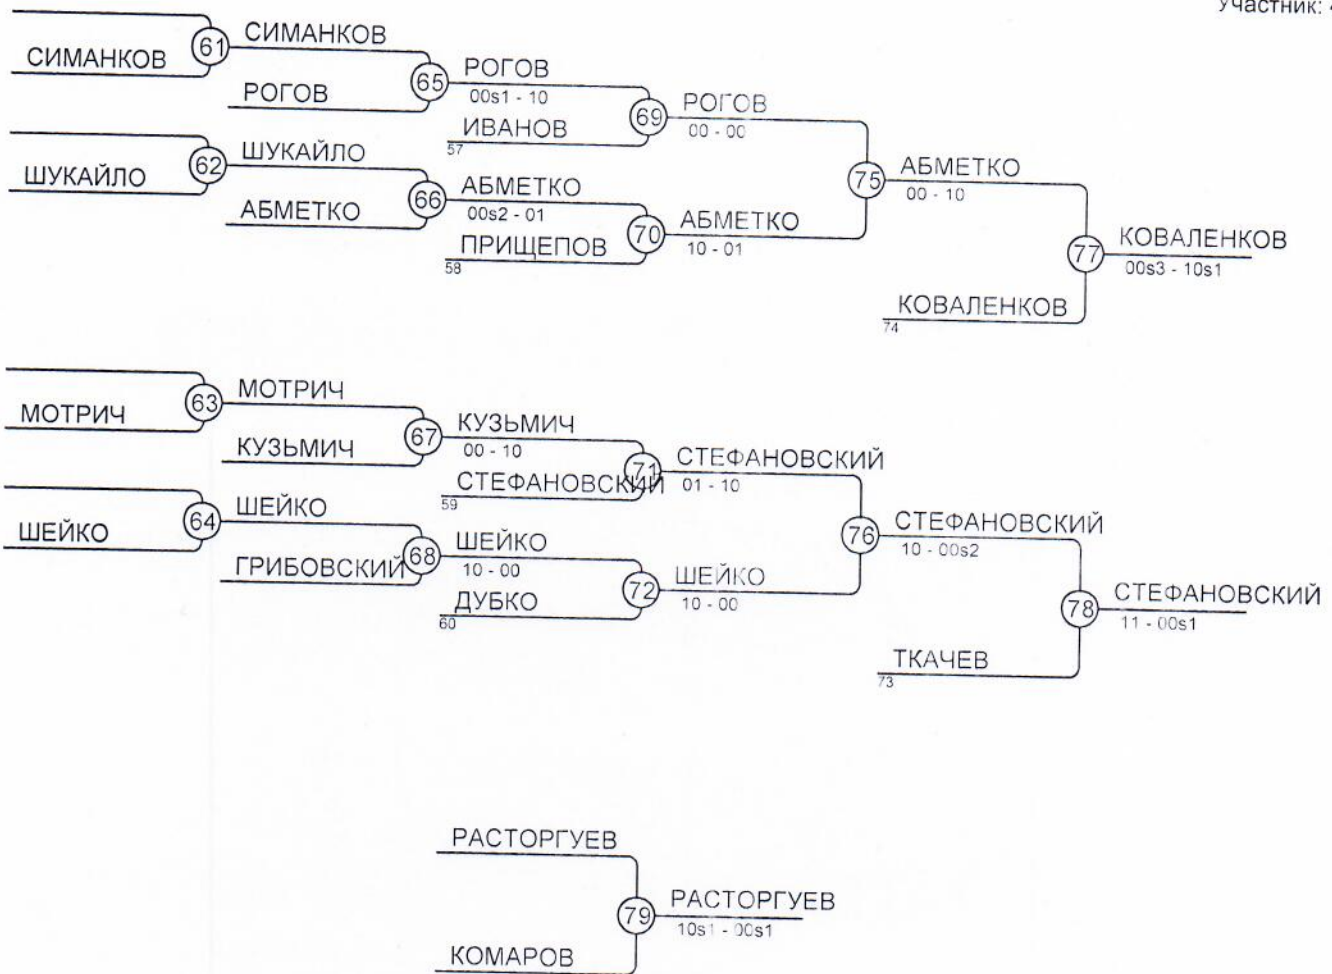 Участник: 4
61
СИМАНКОВ
СИМАНКОВ
65
РОГОВ
РОГОВ
00s1 - 10
69
РОГОВ
00 - 00
ИВАНОВ
57
62
ШУКАЙЛО
ШУКАЙЛО
66
АБМЕТКО
АБМЕТКО
00s2 - 01
70
АБМЕТКО
10 - 01
ПРИЩЕПОВ
58
75
АБМЕТКО
00 - 10
77
КОВАЛЕНКОВ
00s3 - 10s1
КОВАЛЕНКОВ
74
63
МОТРИЧ
МОТРИЧ
67
КУЗЬМИЧ
КУЗЬМИЧ
00 - 10
71
СТЕФАНОВСКИЙ
01 - 10
СТЕФАНОВСКИЙ
59
64
ШЕЙКО
ШЕЙКО
68
ГРИБОВСКИЙ
ШЕЙКО
10 - 00
72
ШЕЙКО
10 - 00
ДУБКО
60
76
СТЕФАНОВСКИЙ
10 - 00s2
78
СТЕФАНОВСКИЙ
11 - 00s1
ТКАЧЕВ
73
РАСТОРГУЕВ
79
РАСТОРГУЕВ
10s1 - 00s1
КОМАРОВ